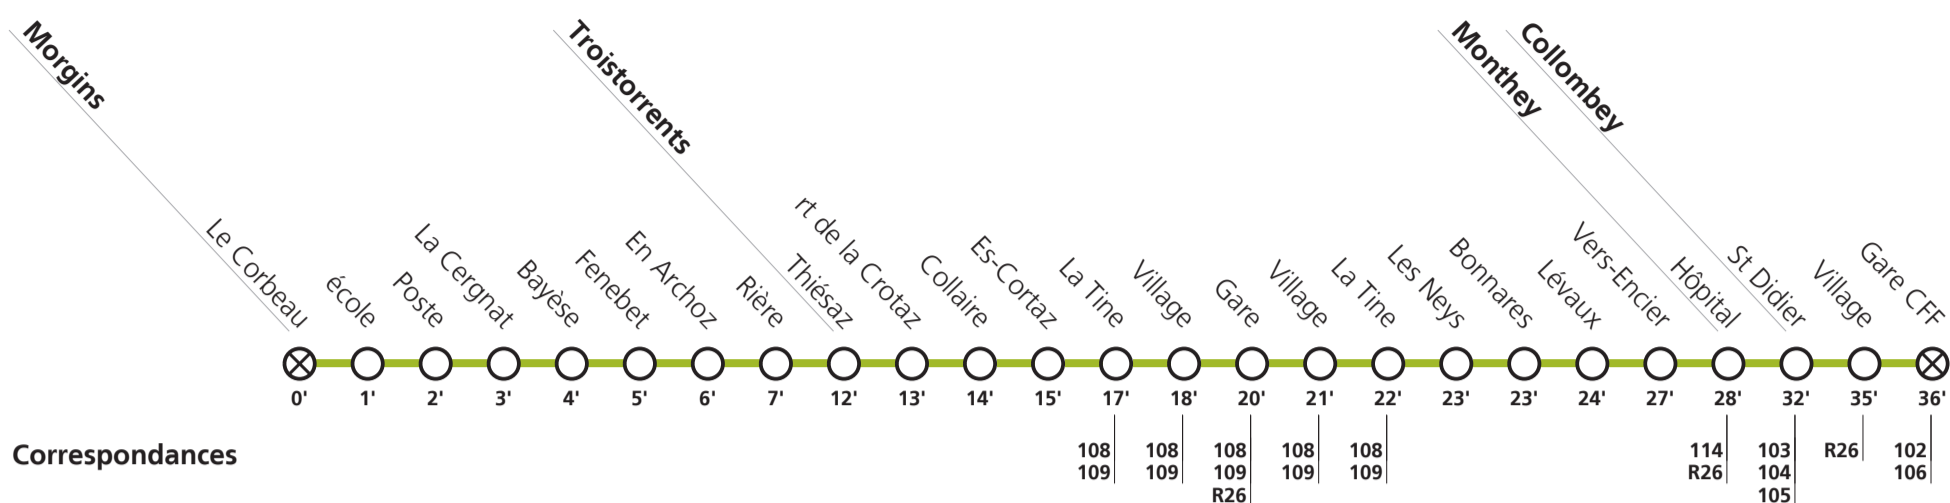 Morgins
Troistorrents
Monthey
Collombey
Le Corbeau
école
Poste
La Cergnat
Bayèse
Fenebet
En Archoz
Rière
Thiésaz
rt de la Crotaz
Collaire
Es-Cortaz
La Tine
Village
Gare
Village
La Tine
Les Neys
Bonnares
Lévaux
Vers-Encier
Hôpital
St Didier
Village
Gare CFF
0' 1' 2' 3' 4' 5' 6' 7' 12' 13' 14' 15' 17' 18' 20' 21' 22' 23' 23' 24' 27' 28' 32' 35' 36'
Correspondances
108 108 108 108 108 114 103 R26 102
109 109 109 109 109 R26 104 106
R26 105